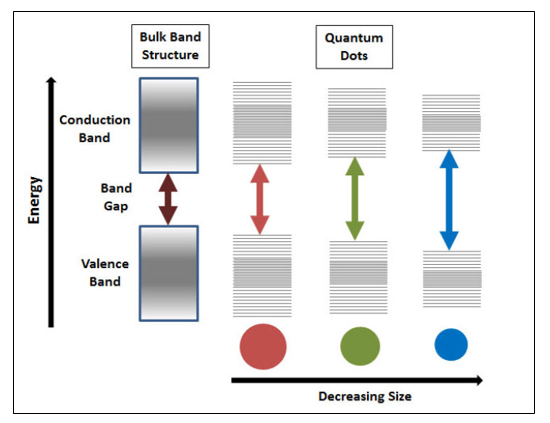 Bulk Band
Structure
Quantum
Dots
Conduction
Band
Band
Gap
Energy
Valence
Band
Decreasing Size